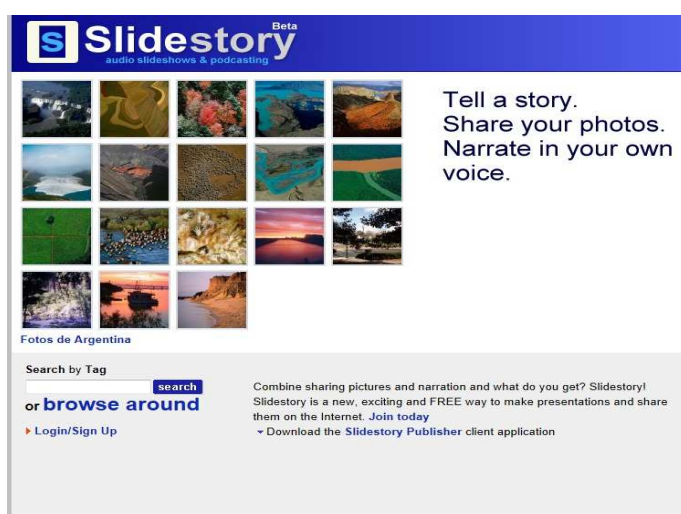 Beta
S Slidestory
audio slideshows & podcasting
Tell a story.
Share your photos.
Narrate in your own
voice.
Fotos de Argentina
Search by Tag
search
or browse around
Login/Sign Up
Combine sharing pictures and narration and what do you get? Slidestory!
Slidestory is a new, exciting and FREE way to make presentations and share
them on the Internet. Join today
Download the Slidestory Publisher client application